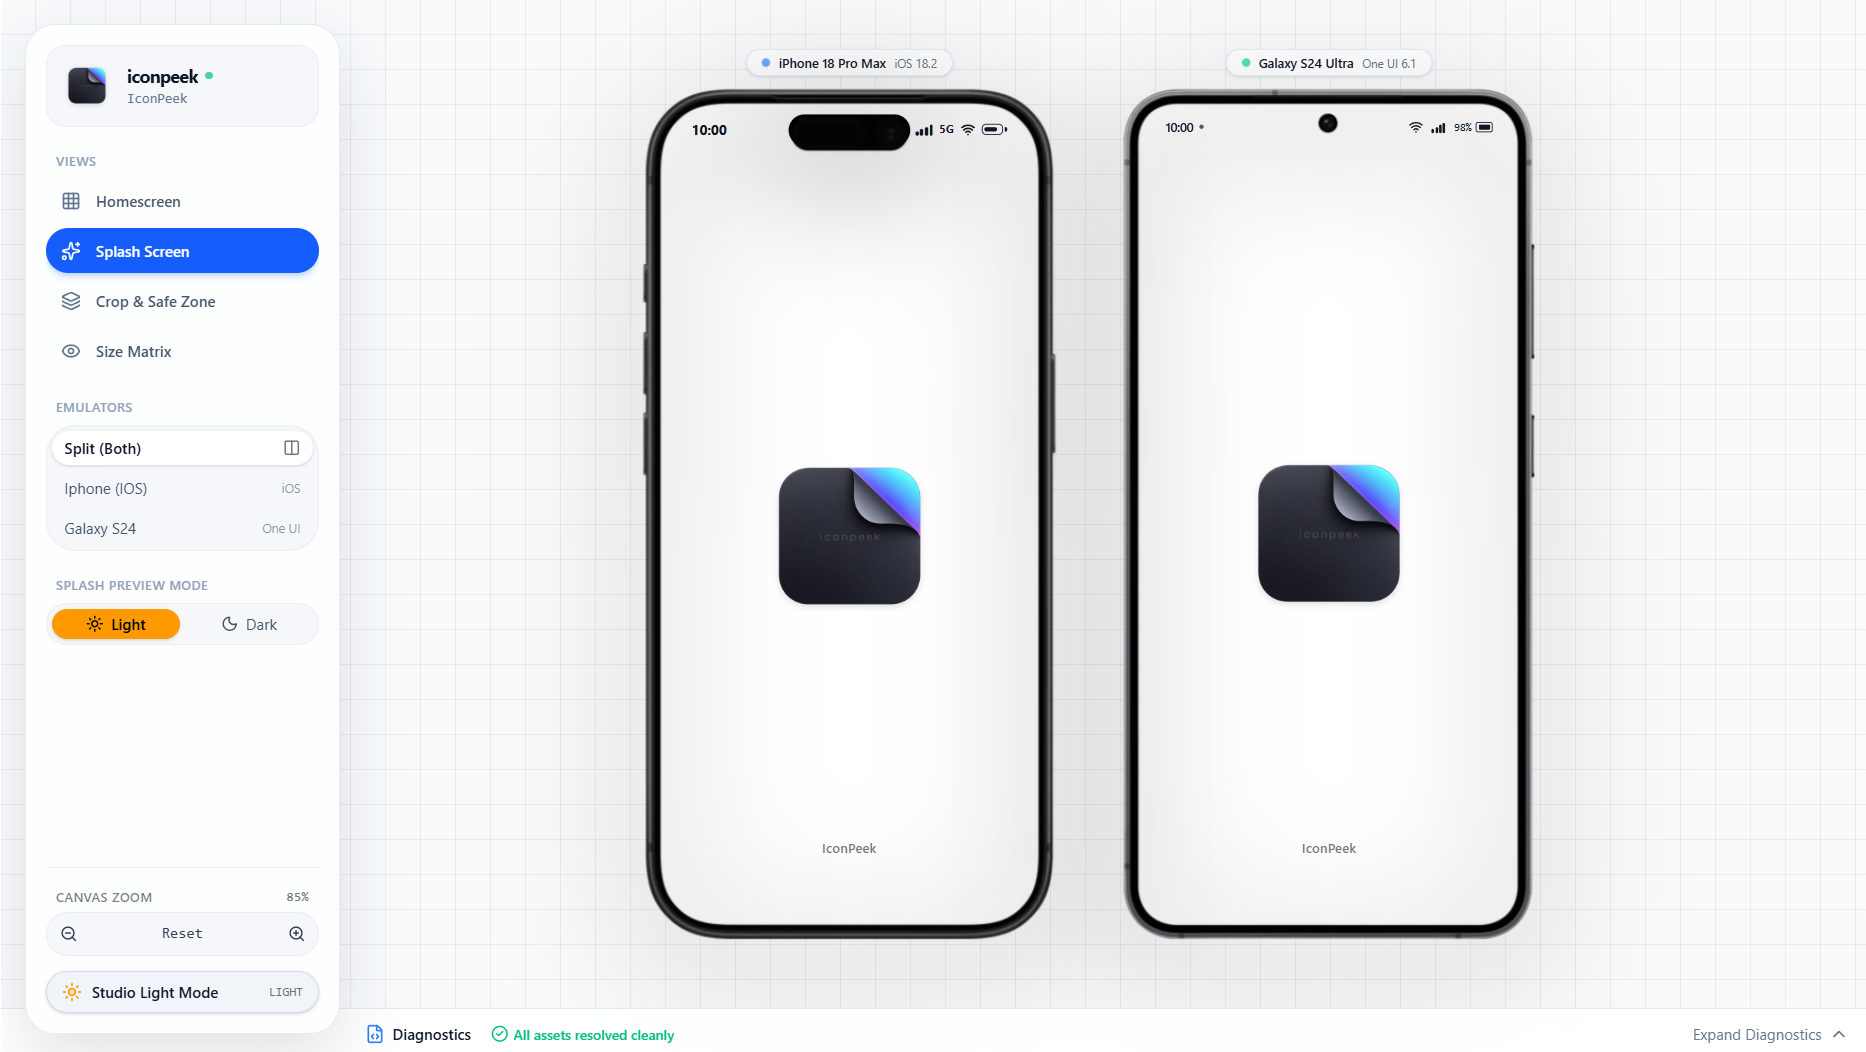 iconpeek
IconPeek
VIEWS
Homescreen
Splash Screen
Crop & Safe Zone
Size Matrix
EMULATORS
Split (Both)
Iphone (IOS) iOS
Galaxy S24 One UI
SPLASH PREVIEW MODE
Light Dark
CANVAS ZOOM 85%
Reset
Studio Light Mode LIGHT
iPhone 18 Pro Max iOS 18.2
10:00 5G
iconpeek
IconPeek
Galaxy S24 Ultra One UI 6.1
10:00 98%
iconpeek
IconPeek
Diagnostics All assets resolved cleanly Expand Diagnostics